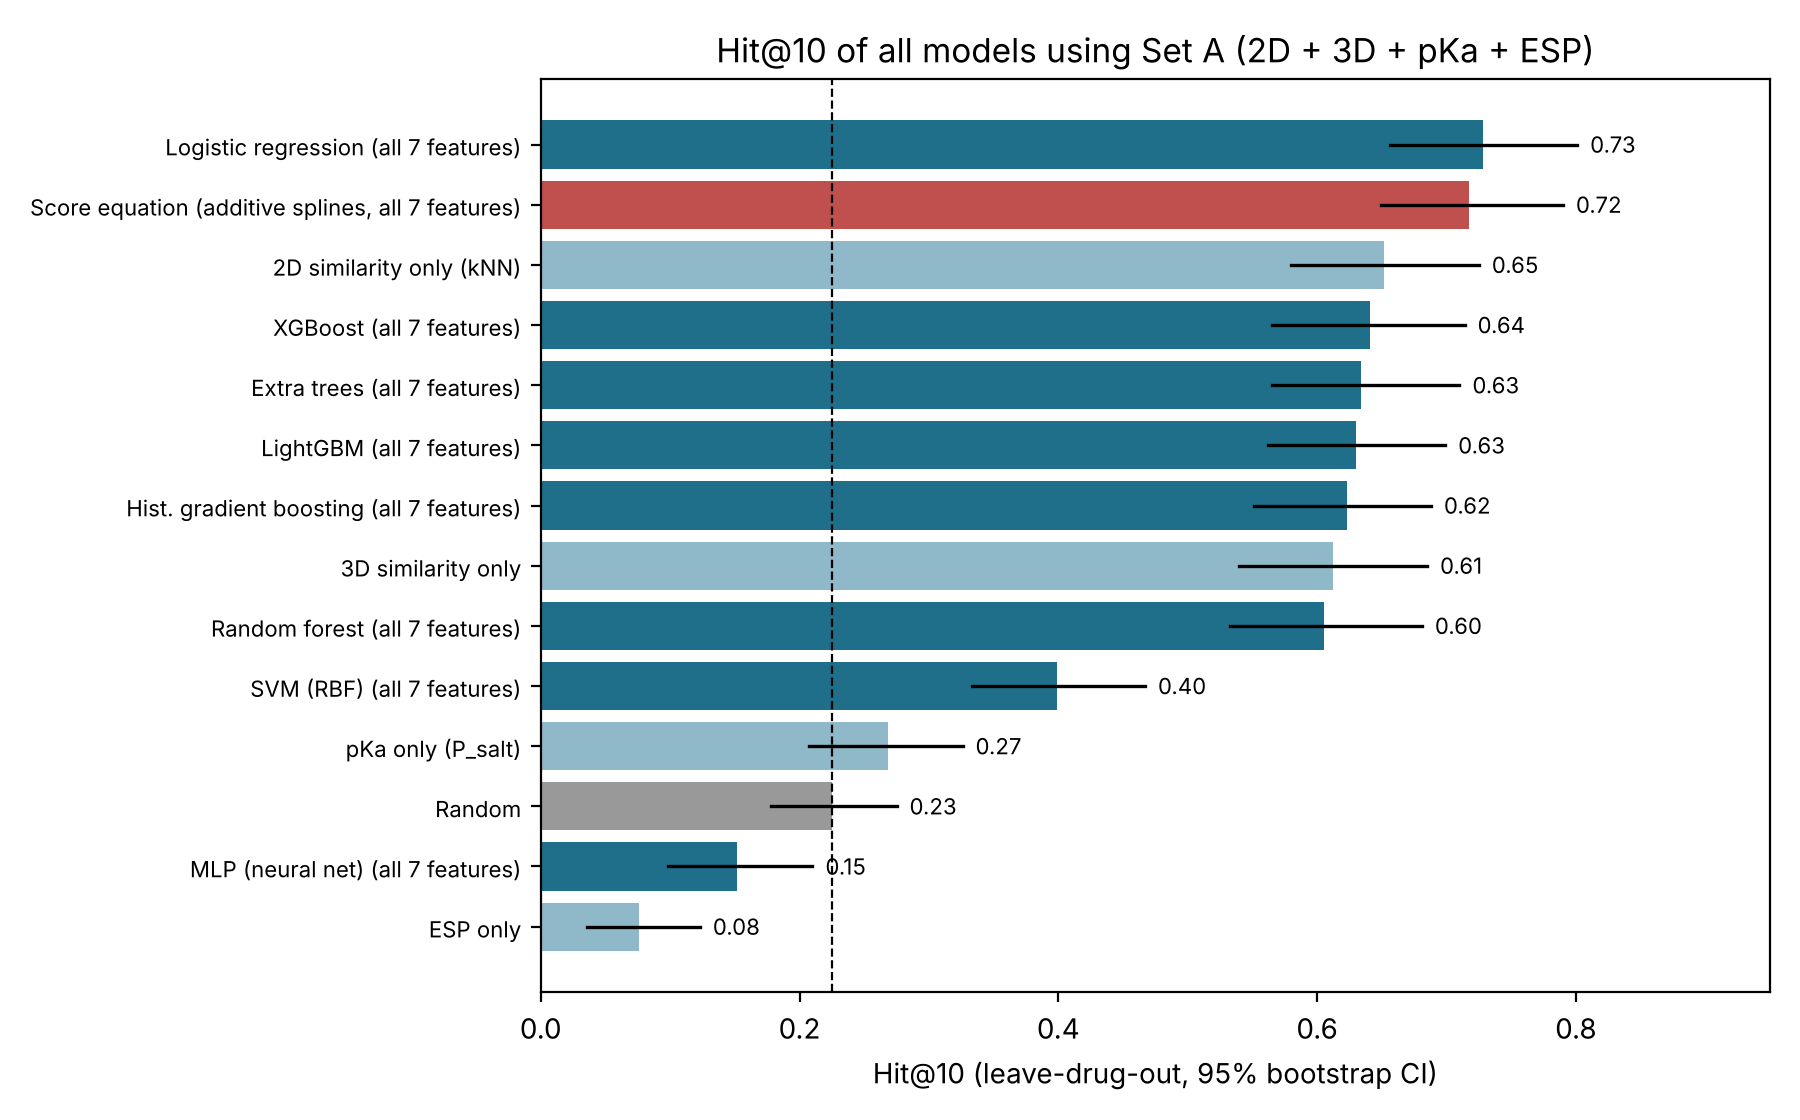 Hit@10 of all models using Set A (2D + 3D + pKa + ESP)
Logistic regression (all 7 features) 0.73
Score equation (additive splines, all 7 features) 0.72
2D similarity only (kNN) 0.65
XGBoost (all 7 features) 0.64
Extra trees (all 7 features) 0.63
LightGBM (all 7 features) 0.63
Hist. gradient boosting (all 7 features) 0.62
3D similarity only 0.61
Random forest (all 7 features) 0.60
SVM (RBF) (all 7 features) 0.40
pKa only (P_salt) 0.27
Random 0.23
MLP (neural net) (all 7 features) 0.15
ESP only 0.08
0.0 0.2 0.4 0.6 0.8
Hit@10 (leave-drug-out, 95% bootstrap CI)